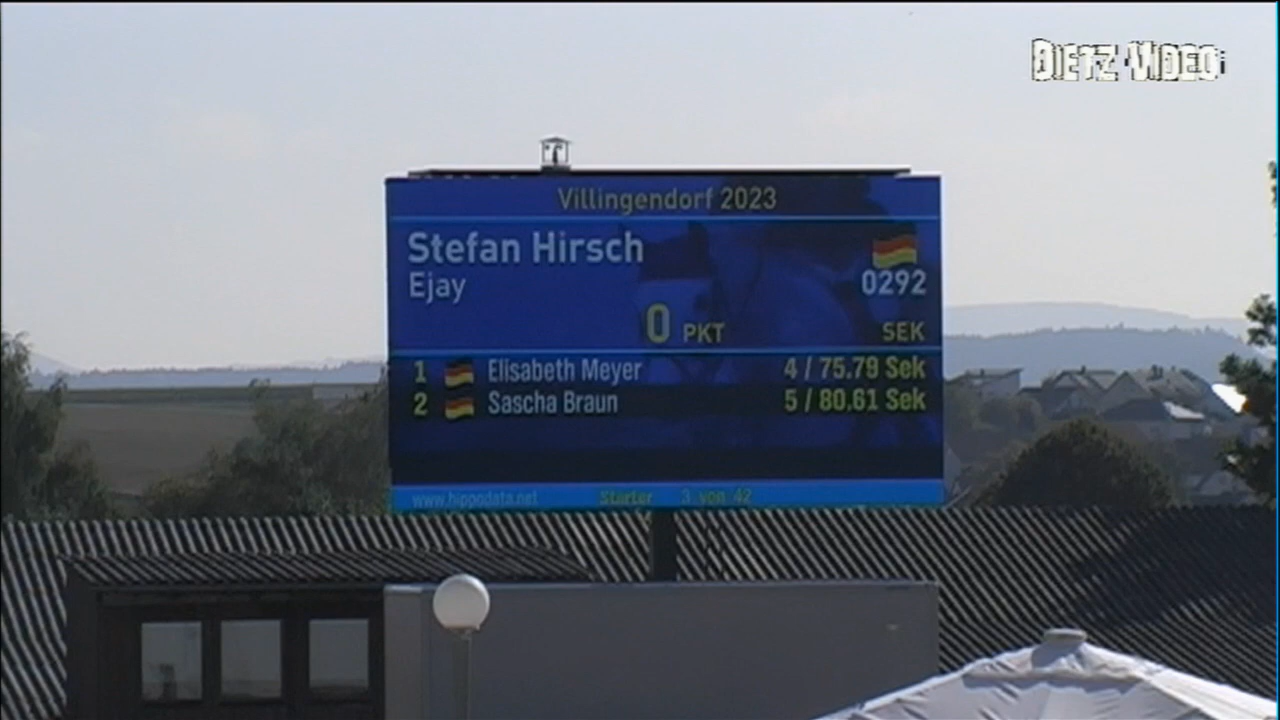 DIETZ VIDEO
Villingendorf 2023
Stefan Hirsch
Ejay
0292
0 PKT SEK
1 Elisabeth Meyer 4 / 75.79 Sek
2 Sascha Braun 5 / 80.61 Sek
www.hippodata.net Starter 3 von 42